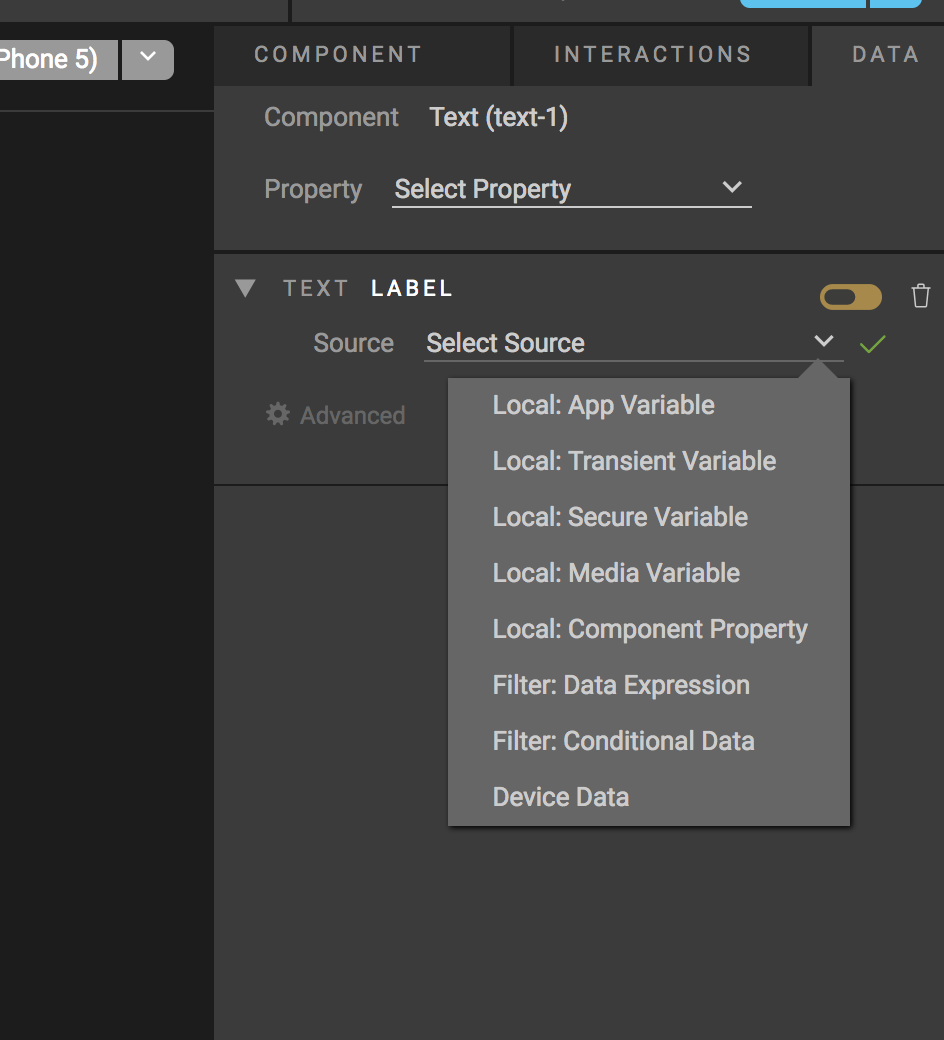 Phone 5)
COMPONENT INTERACTIONS DATA
Component Text (text-1)
Property Select Property
TEXT LABEL
Source Select Source
Advanced
Local: App Variable
Local: Transient Variable
Local: Secure Variable
Local: Media Variable
Local: Component Property
Filter: Data Expression
Filter: Conditional Data
Device Data